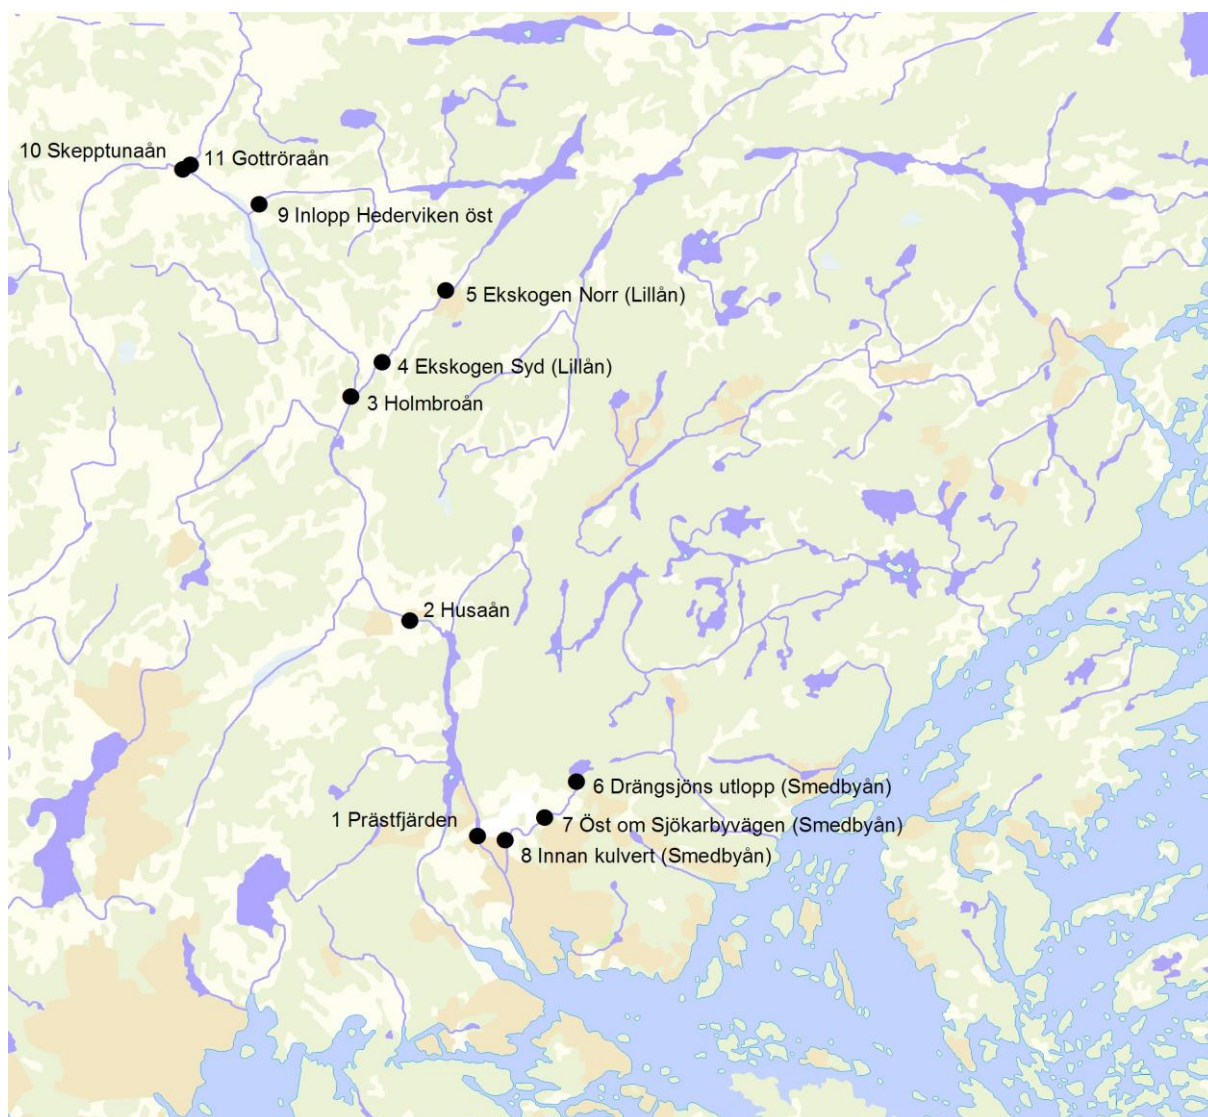 10 Skepptunaån
11 Gottröraån
9 Inlopp Hederviken öst
5 Ekskogen Norr (Lillån)
4 Ekskogen Syd (Lillån)
3 Holmbroån
2 Husaån
6 Drängsjöns utlopp (Smedbyån)
1 Prästfjärden
7 Öst om Sjökarbyvägen (Smedbyån)
8 Innan kulvert (Smedbyån)